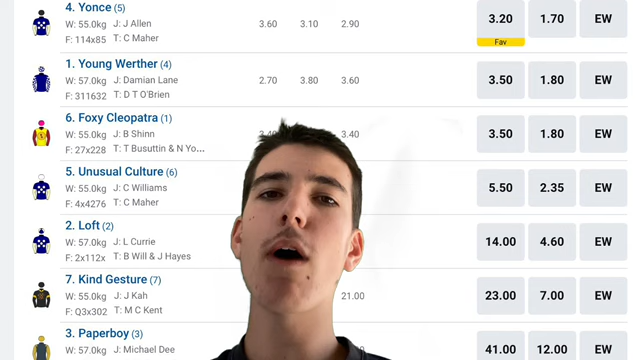 4. Yonce (5)
W: 55.0kg J: J Allen 3.60 3.10 2.90 3.20 1.70 EW
F: 114x85 T: C Maher Fav
1. Young Werther (4)
W: 57.0kg J: Damian Lane 2.70 3.80 3.60 3.50 1.80 EW
F: 311632 T: D T O'Brien
6. Foxy Cleopatra (1)
W: 55.0kg J: B Shinn 3.40 3.40 3.50 1.80 EW
F: 27x228 T: T Busuttin & N Yo...
5. Unusual Culture (6)
W: 55.0kg J: C Williams 5.50 2.35 EW
F: 4x4276 T: C Maher
2. Loft (2)
W: 57.0kg J: L Currie 14.00 4.60 EW
F: 2x112x T: B Will & J Hayes
7. Kind Gesture (7)
W: 55.0kg J: J Kah 21.00 23.00 7.00 EW
F: Q3x302 T: M C Kent
3. Paperboy (3)
W: 57.0kg J: Michael Dee 41.00 12.00 EW